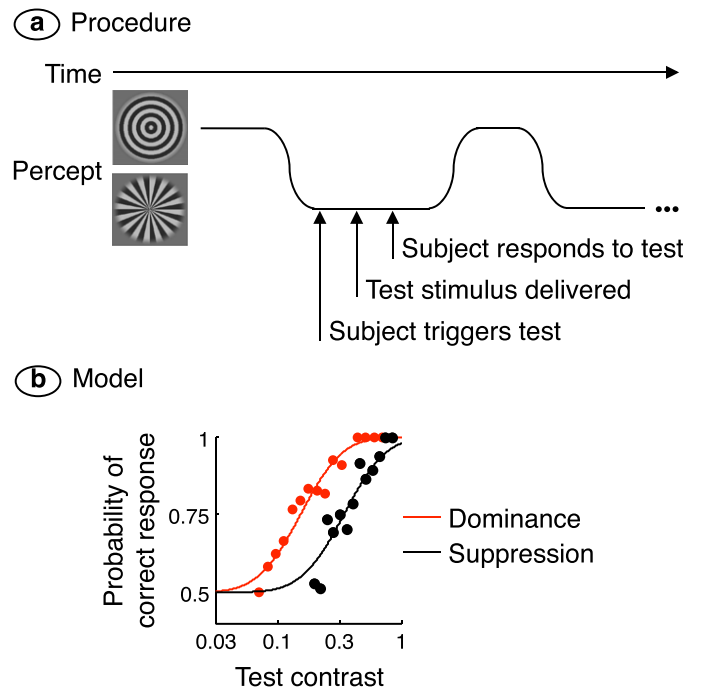 a Procedure
Time
Percept
...
Subject responds to test
Test stimulus delivered
Subject triggers test
b Model
Probability of
correct response
1
0.75
0.5
0.03 0.1 0.3 1
Test contrast
Dominance
Suppression